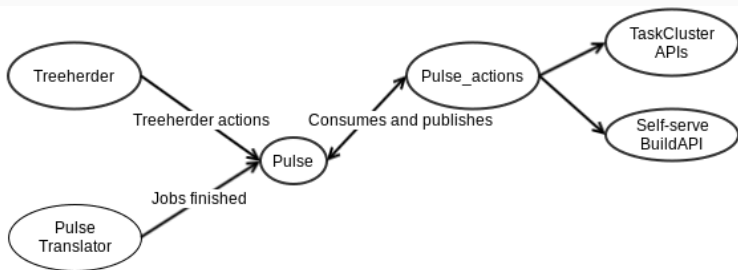 Treeherder
Treeherder actions
Pulse
Jobs finished
Pulse
Translator
Consumes and publishes
Pulse_actions
TaskCluster
APIs
Self-serve
BuildAPI